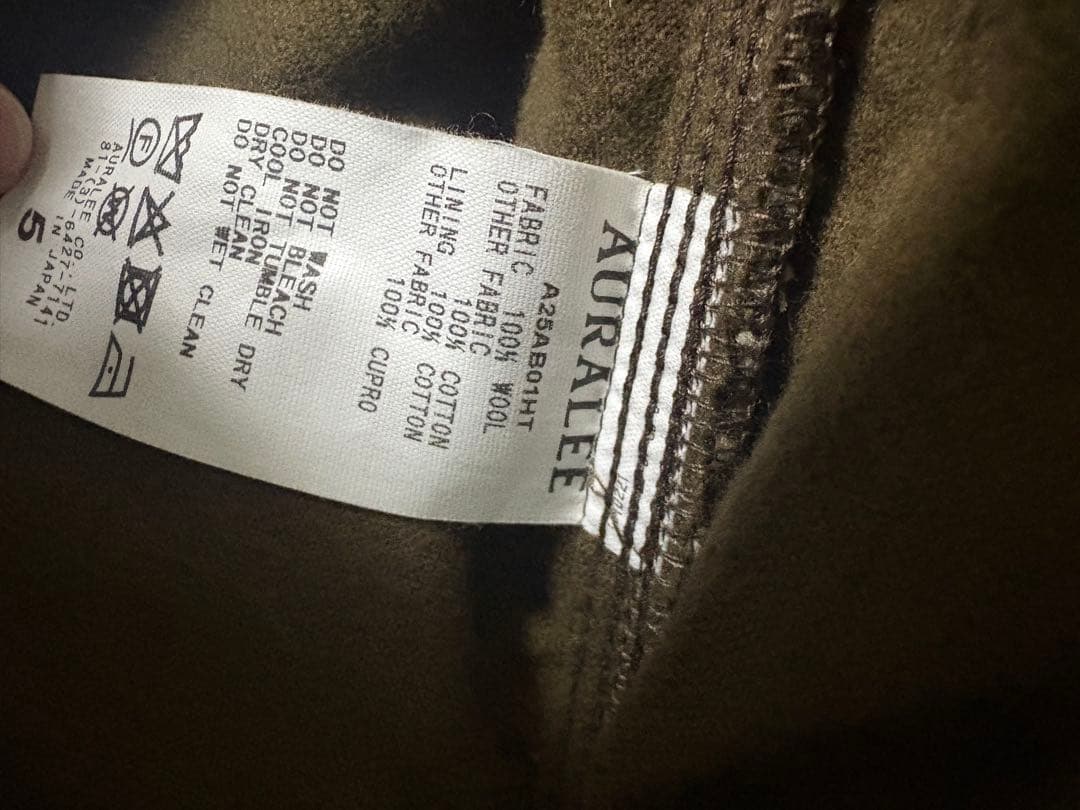 AURALEE
A25AB01HT
FABRIC 100% WOOL
OTHER FABRIC
100% COTTON
LINING 100% COTTON
OTHER FABRIC
100% CUPRO
DO NOT WASH
DO NOT BLEACH
DO NOT TUMBLE DRY
COOL IRON
DRY CLEAN
DO NOT WET CLEAN
F
AURALEE CO.,LTD.
81-(3)-6427-7141
MADE IN JAPAN
5